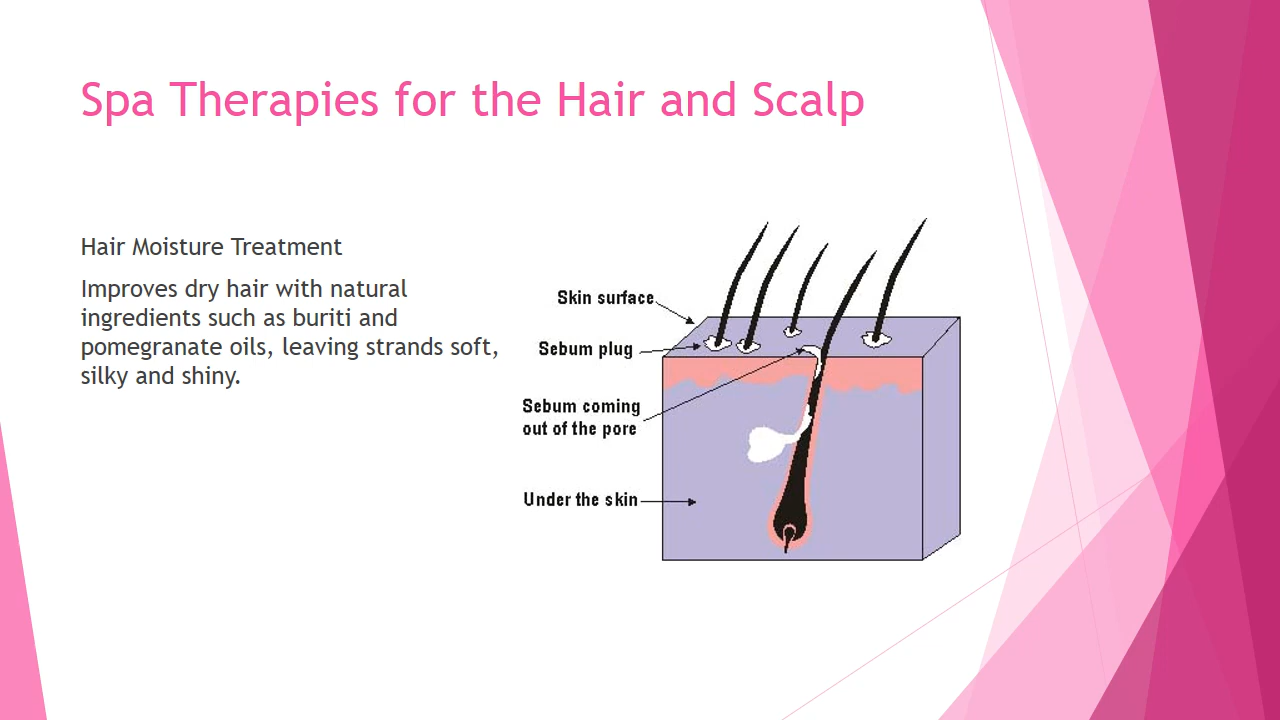 Spa Therapies for the Hair and Scalp
Hair Moisture Treatment
Improves dry hair with natural
ingredients such as buriti and
pomegranate oils, leaving strands soft,
silky and shiny.
Skin surface
Sebum plug
Sebum coming
out of the pore
Under the skin